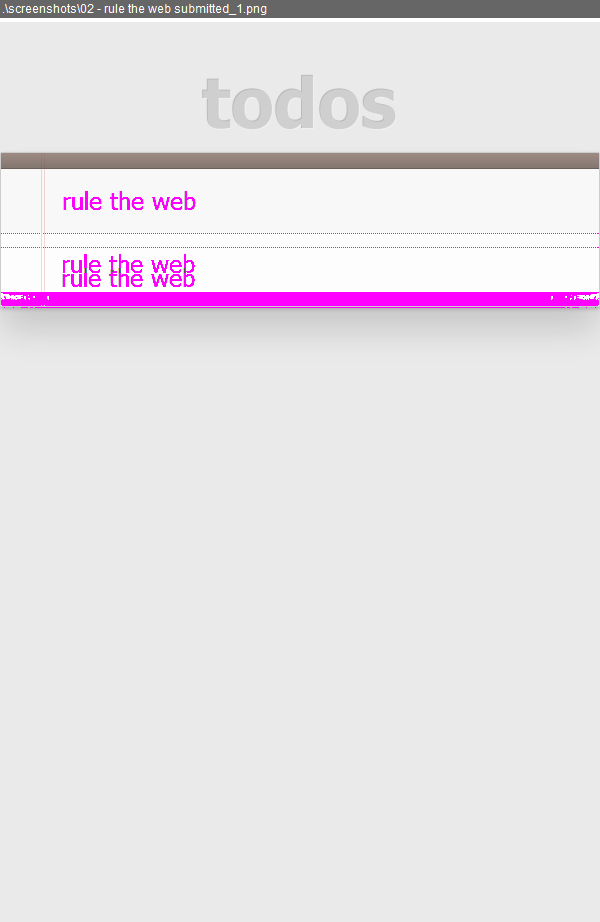 .\screenshots\02 - rule the web submitted_1.png
todos
rule the web
rule the web
rule the web